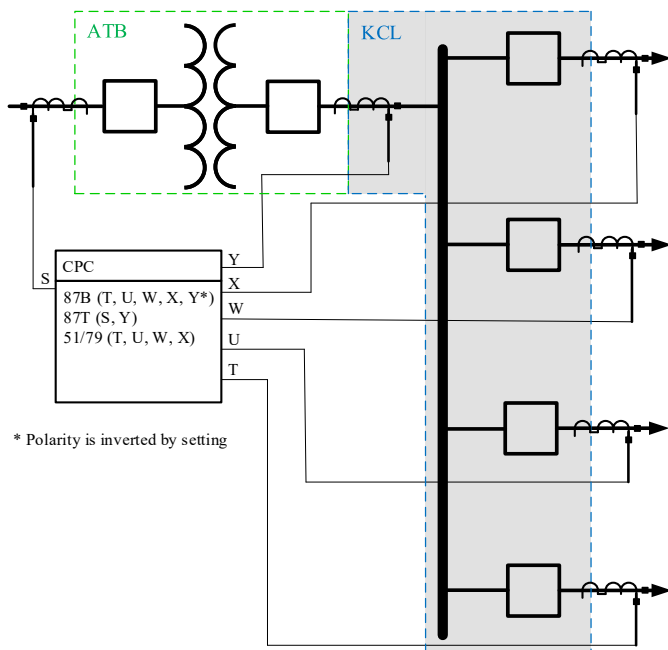 ATB
KCL
S
CPC
87B (T, U, W, X, Y*)
87T (S, Y)
51/79 (T, U, W, X)
Y
X
W
U
T
* Polarity is inverted by setting